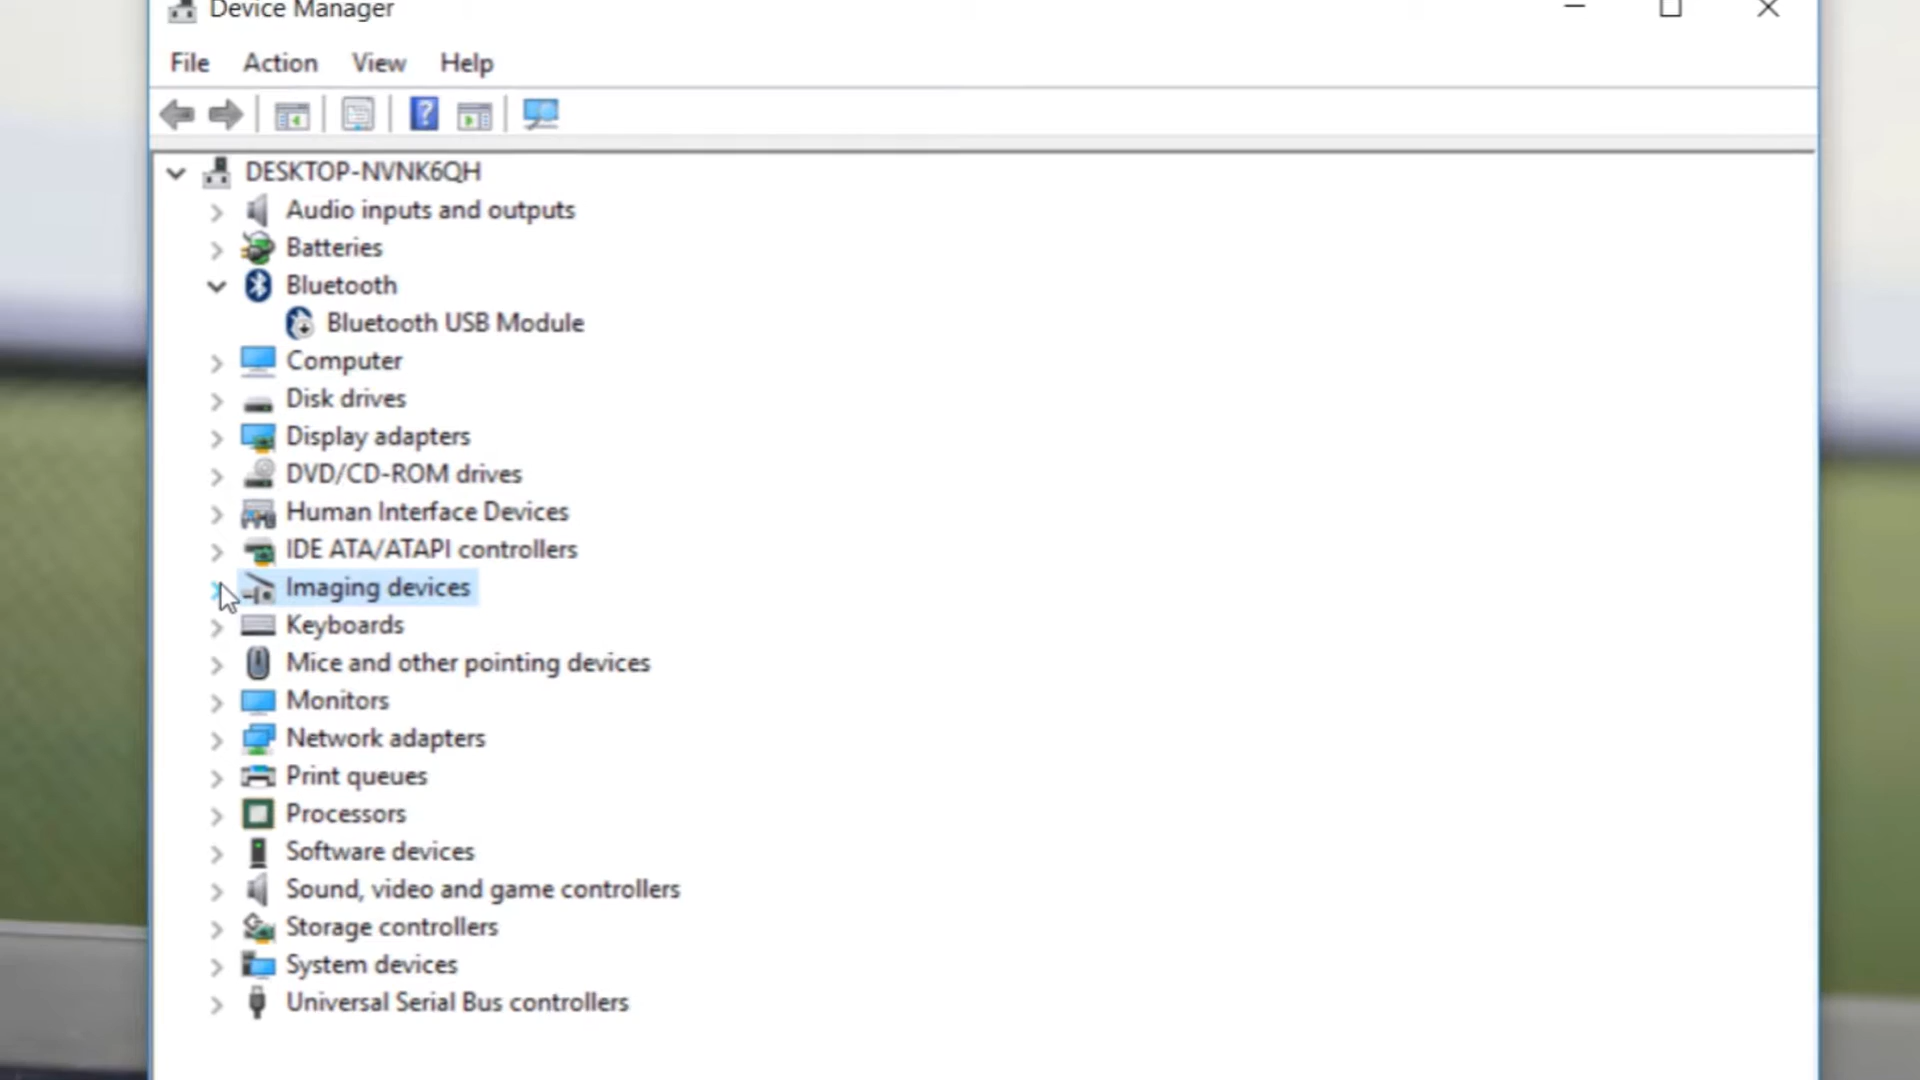 Device Manager
File Action View Help
?
DESKTOP-NVNK6QH
Audio inputs and outputs
Batteries
Bluetooth
Bluetooth USB Module
Computer
Disk drives
Display adapters
DVD/CD-ROM drives
Human Interface Devices
IDE ATA/ATAPI controllers
Imaging devices
Keyboards
Mice and other pointing devices
Monitors
Network adapters
Print queues
Processors
Software devices
Sound, video and game controllers
Storage controllers
System devices
Universal Serial Bus controllers